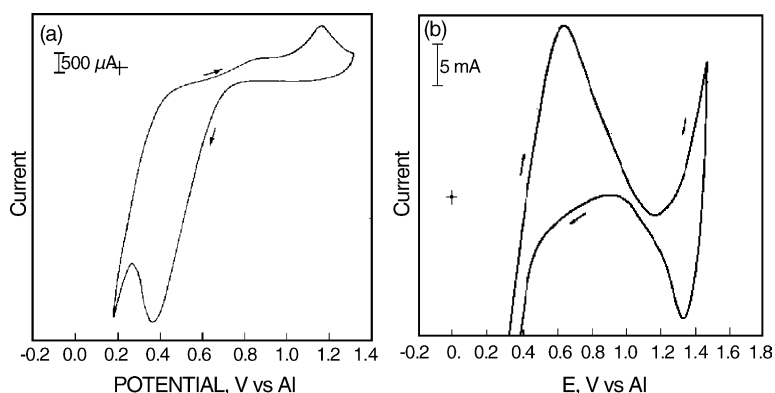 (a)
500 μA
Current
-0.2 0.0 0.2 0.4 0.6 0.8 1.0 1.2 1.4
POTENTIAL, V vs Al
(b)
5 mA
Current
-0.2 0. 0.2 0.4 0.6 0.8 1.0 1.2 1.4 1.6 1.8
E, V vs Al